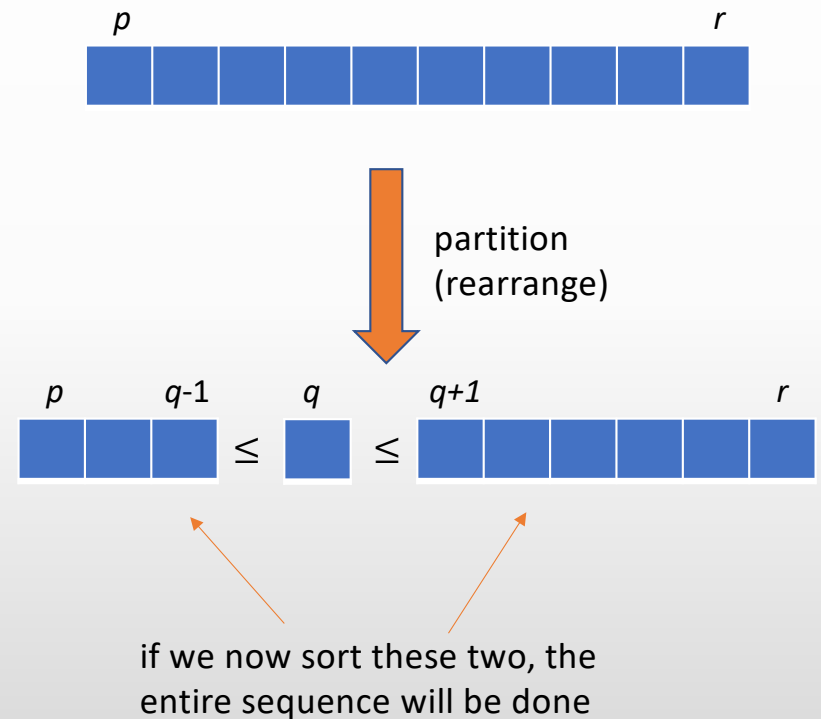 p r
partition
(rearrange)
p q-1 q q+1 r
≤ ≤
if we now sort these two, the
entire sequence will be done